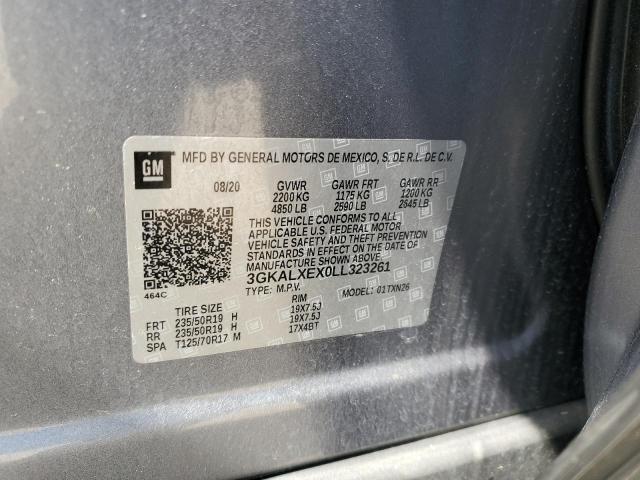 GM MFD BY GENERAL MOTORS DE MEXICO, S. DE R.L. DE C.V.
08/20 GVWR GAWR FRT GAWR RR
2200 KG 1175 KG 1200 KG
4850 LB 2590 LB 2645 LB
THIS VEHICLE CONFORMS TO ALL
APPLICABLE U.S. FEDERAL MOTOR
VEHICLE SAFETY AND THEFT PREVENTION
STANDARDS IN EFFECT ON THE DATE OF
MANUFACTURE SHOWN ABOVE.
3GKALXEX0LL323261
464C TYPE: M.P.V. MODEL: 01TXN26
TIRE SIZE RIM
FRT 235/50R19 H 19X7.5J
RR 235/50R19 H 19X7.5J
SPA T125/70R17 M 17X4BT